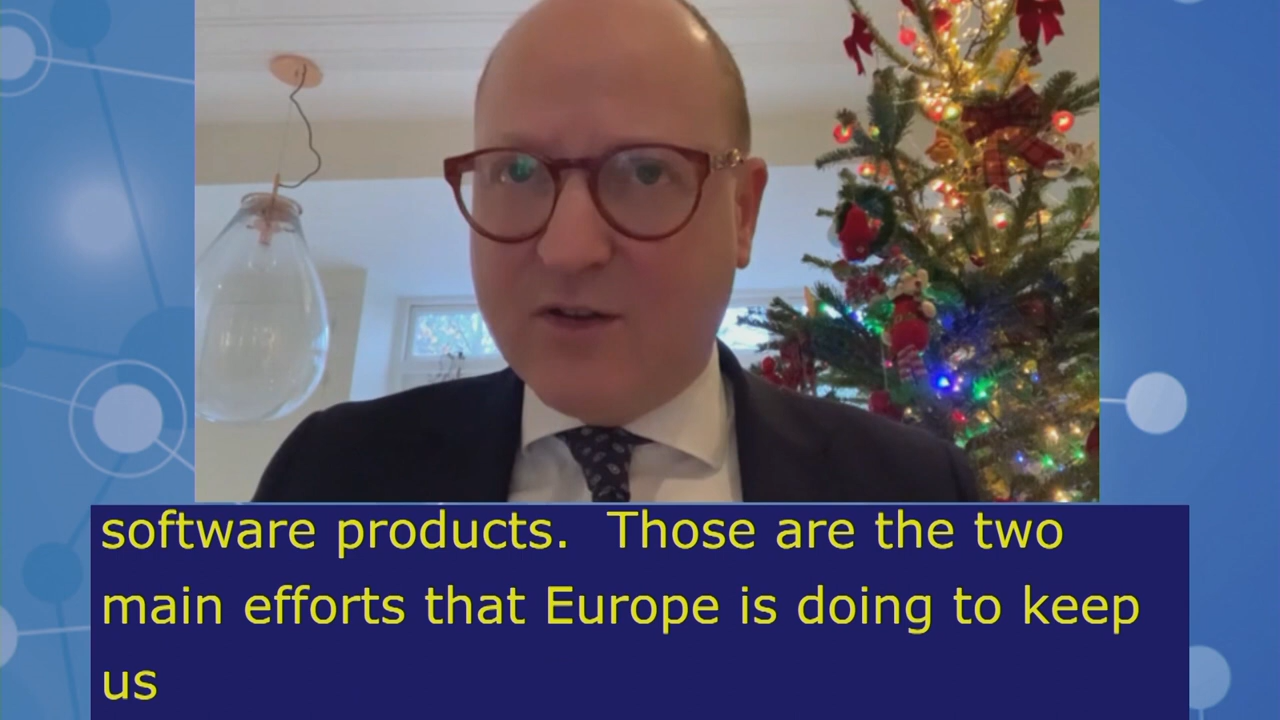 software products.  Those are the two
main efforts that Europe is doing to keep
us